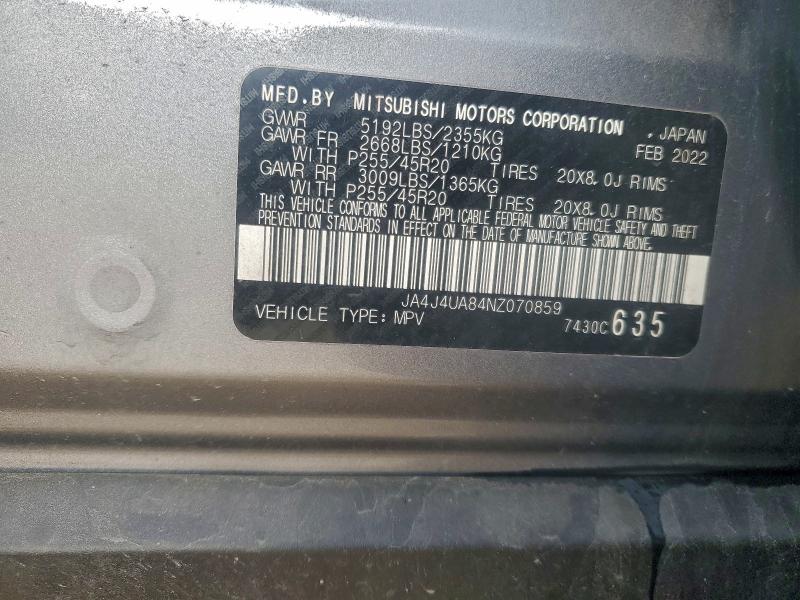 MFD.BY MITSUBISHI MOTORS CORPORATION , JAPAN
GVWR 5192LBS/2355KG FEB 2022
GAWR FR 2668LBS/1210KG
WITH P255/45R20 TIRES 20X8.0J RIMS
GAWR RR 3009LBS/1365KG
WITH P255/45R20 TIRES 20X8.0J RIMS
THIS VEHICLE CONFORMS TO ALL APPLICABLE FEDERAL MOTOR VEHICLE SAFETY AND THEFT
PREVENTION STANDARDS IN EFFECT ON THE DATE OF MANUFACTURE SHOWN ABOVE.
JA4J4UA84NZ070859
VEHICLE TYPE: MPV 7430C 635